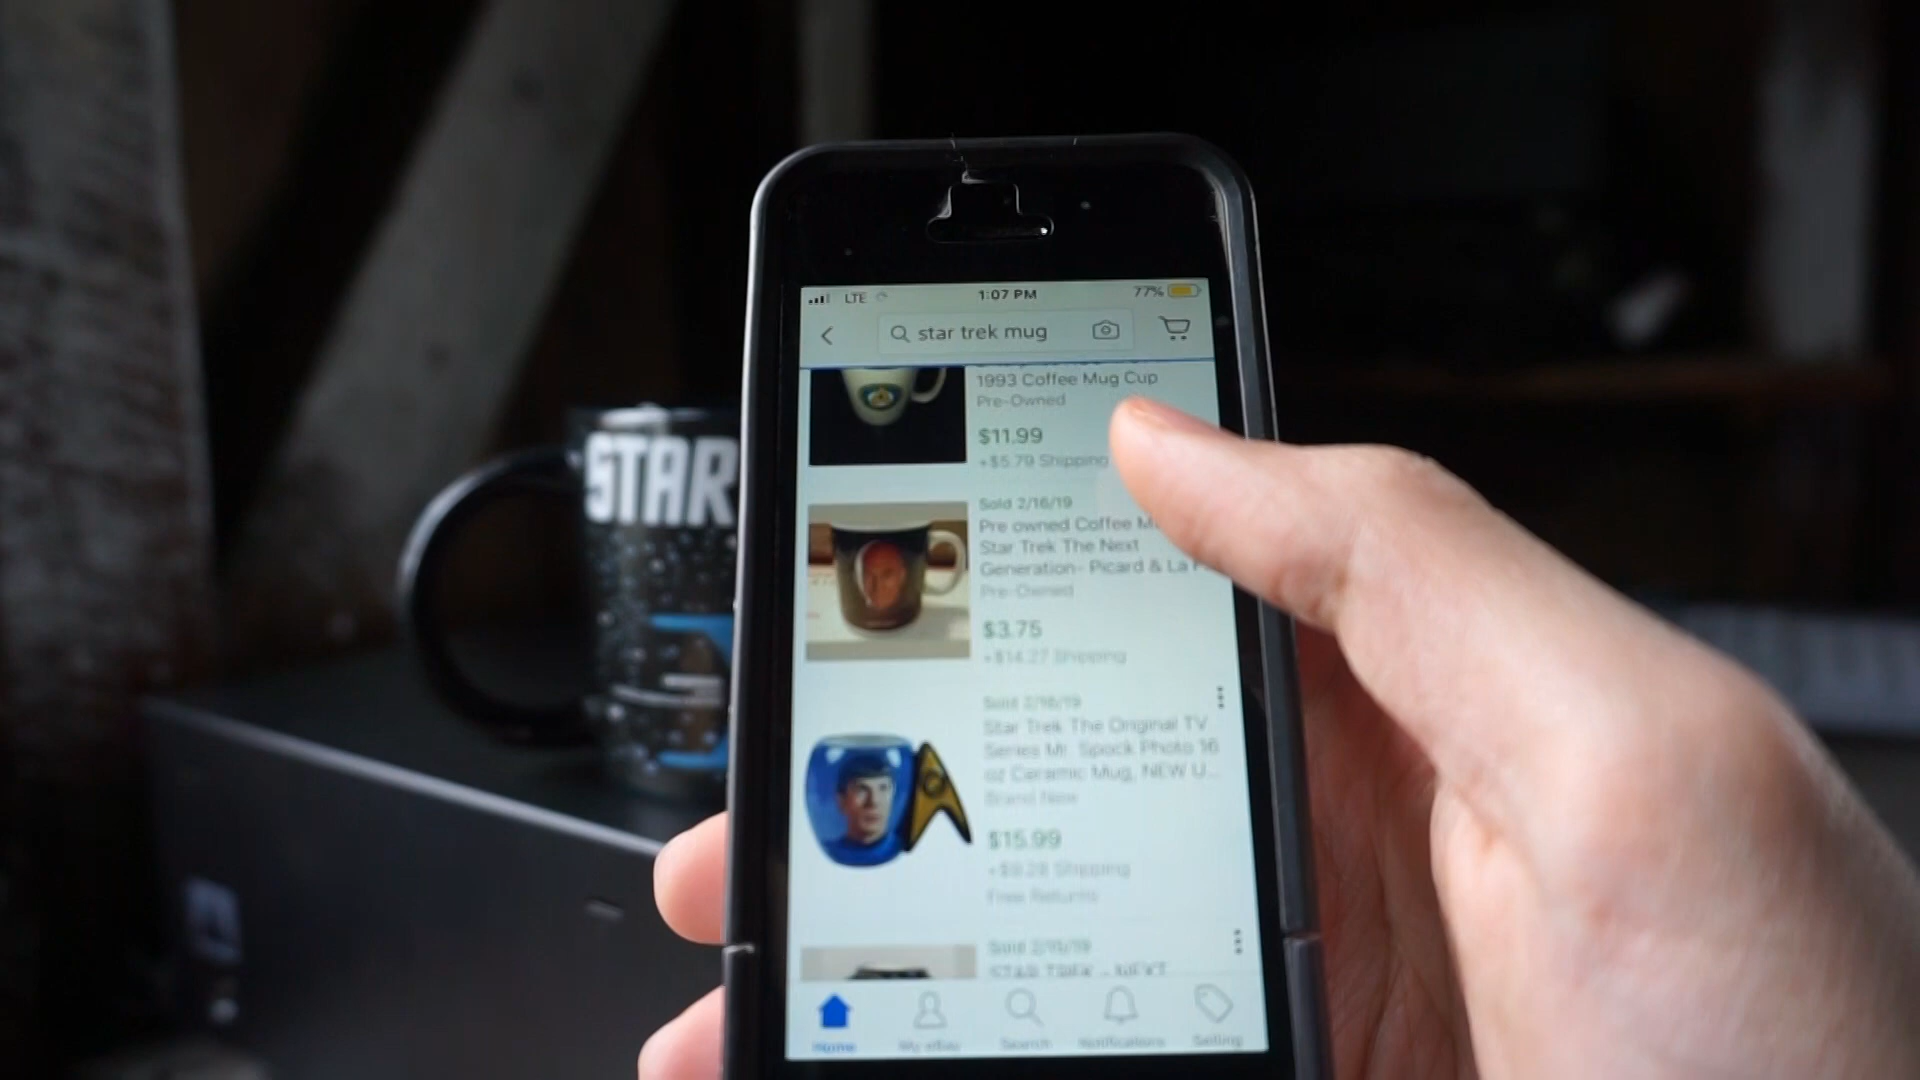 LTE 1:07 PM 77%
star trek mug
1993 Coffee Mug Cup
Pre-Owned
$11.99
+$5.79 Shipping
STAR
Sold 2/16/19
Pre owned Coffee M
Star Trek The Next
Generation- Picard & La F
Pre-Owned
$3.75
+$14.27 Shipping
Sold 2/16/19
Star Trek The Original TV
Series Mr. Spock Photo 16
oz Ceramic Mug, NEW U...
Brand New
$15.99
+$9.28 Shipping
Free Returns
STAR TREK - NEXT
Home My eBay Search Notifications Selling